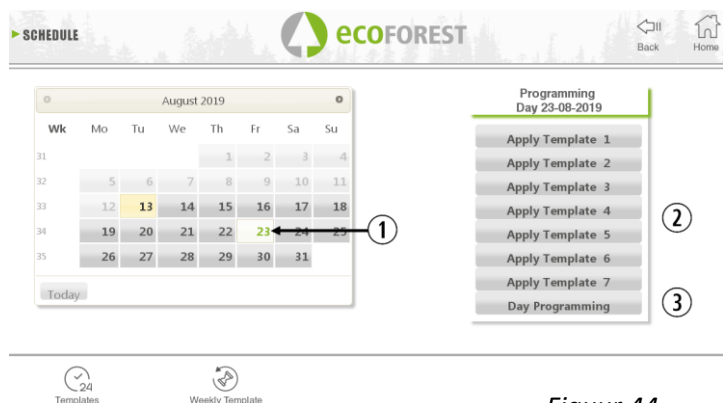 SCHEDULE
ecoFOREST
Back
Home
August 2019
Wk Mo Tu We Th Fr Sa Su
31 1 2 3 4
32 5 6 7 8 9 10 11
33 12 13 14 15 16 17 18
34 19 20 21 22 23 24 25
35 26 27 28 29 30 31
Today
1
Programming
Day 23-08-2019
Apply Template 1
Apply Template 2
Apply Template 3
Apply Template 4
Apply Template 5
Apply Template 6
Apply Template 7
Day Programming
2
3
24
Templates
Weekly Template
Figuur 44